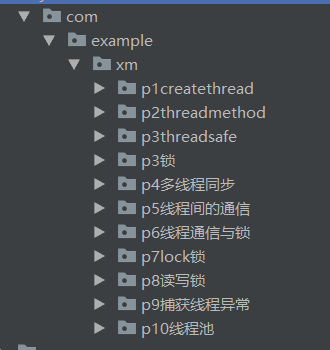 com
example
xm
p1createthread
p2threadmethod
p3threadsafe
p3锁
p4多线程同步
p5线程间的通信
p6线程通信与锁
p7lock锁
p8读写锁
p9捕获线程异常
p10线程池